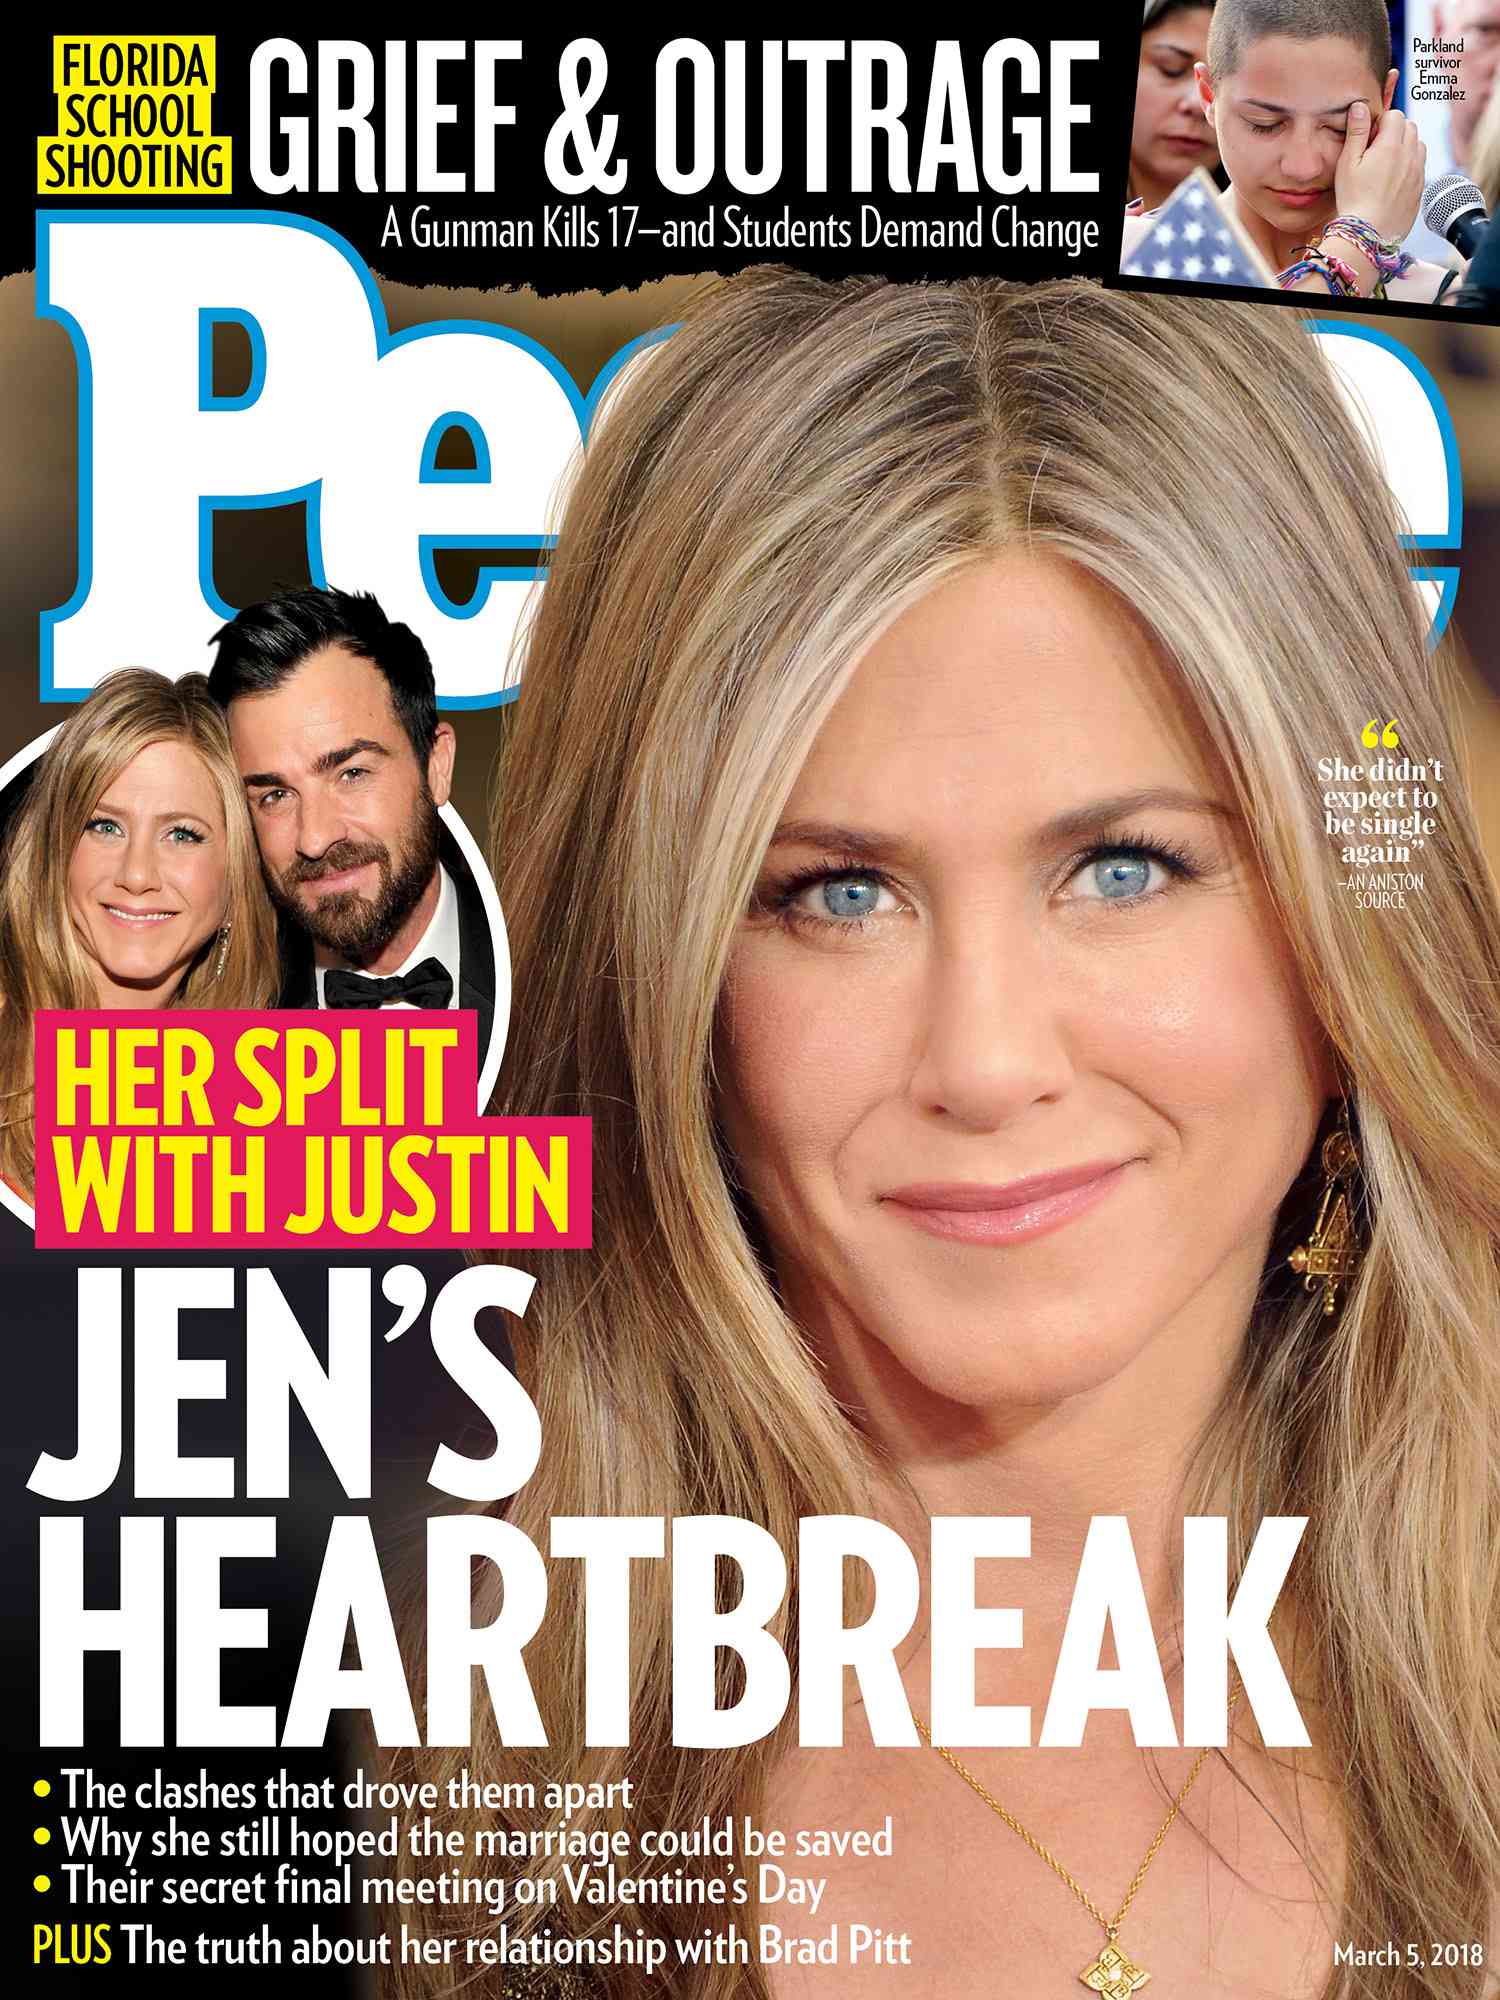 FLORIDA
SCHOOL
SHOOTING
GRIEF & OUTRAGE
A Gunman Kills 17—and Students Demand Change
Parkland
survivor
Emma
Gonzalez
Pe e
“
She didn’t
expect to
be single
again”
–AN ANISTON
SOURCE
HER SPLIT
WITH JUSTIN
JEN’S
HEARTBREAK
• The clashes that drove them apart
• Why she still hoped the marriage could be saved
• Their secret final meeting on Valentine’s Day
PLUS The truth about her relationship with Brad Pitt
March 5, 2018